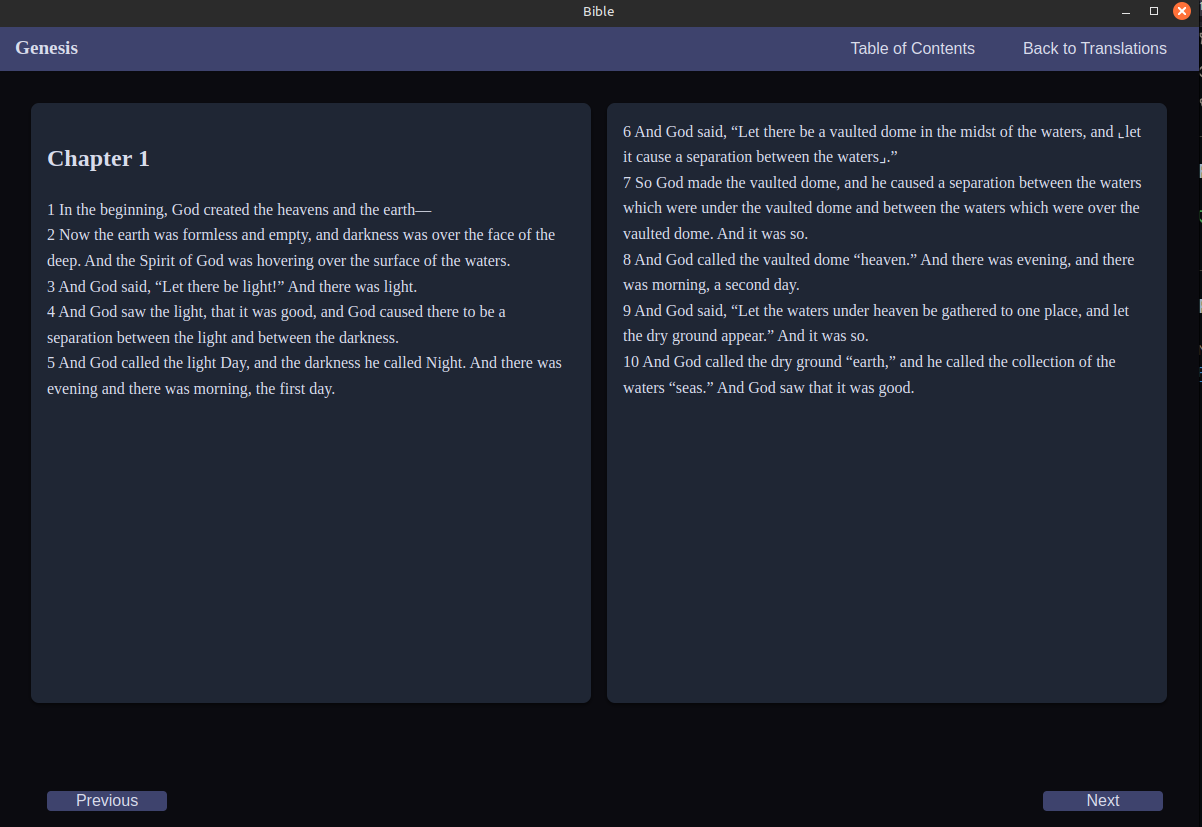 Bible
Genesis
Table of Contents
Back to Translations
Chapter 1
1 In the beginning, God created the heavens and the earth—
2 Now the earth was formless and empty, and darkness was over the face of the
deep. And the Spirit of God was hovering over the surface of the waters.
3 And God said, “Let there be light!” And there was light.
4 And God saw the light, that it was good, and God caused there to be a
separation between the light and between the darkness.
5 And God called the light Day, and the darkness he called Night. And there was
evening and there was morning, the first day.
6 And God said, “Let there be a vaulted dome in the midst of the waters, and ⌞let
it cause a separation between the waters⌟.”
7 So God made the vaulted dome, and he caused a separation between the waters
which were under the vaulted dome and between the waters which were over the
vaulted dome. And it was so.
8 And God called the vaulted dome “heaven.” And there was evening, and there
was morning, a second day.
9 And God said, “Let the waters under heaven be gathered to one place, and let
the dry ground appear.” And it was so.
10 And God called the dry ground “earth,” and he called the collection of the
waters “seas.” And God saw that it was good.
Previous
Next